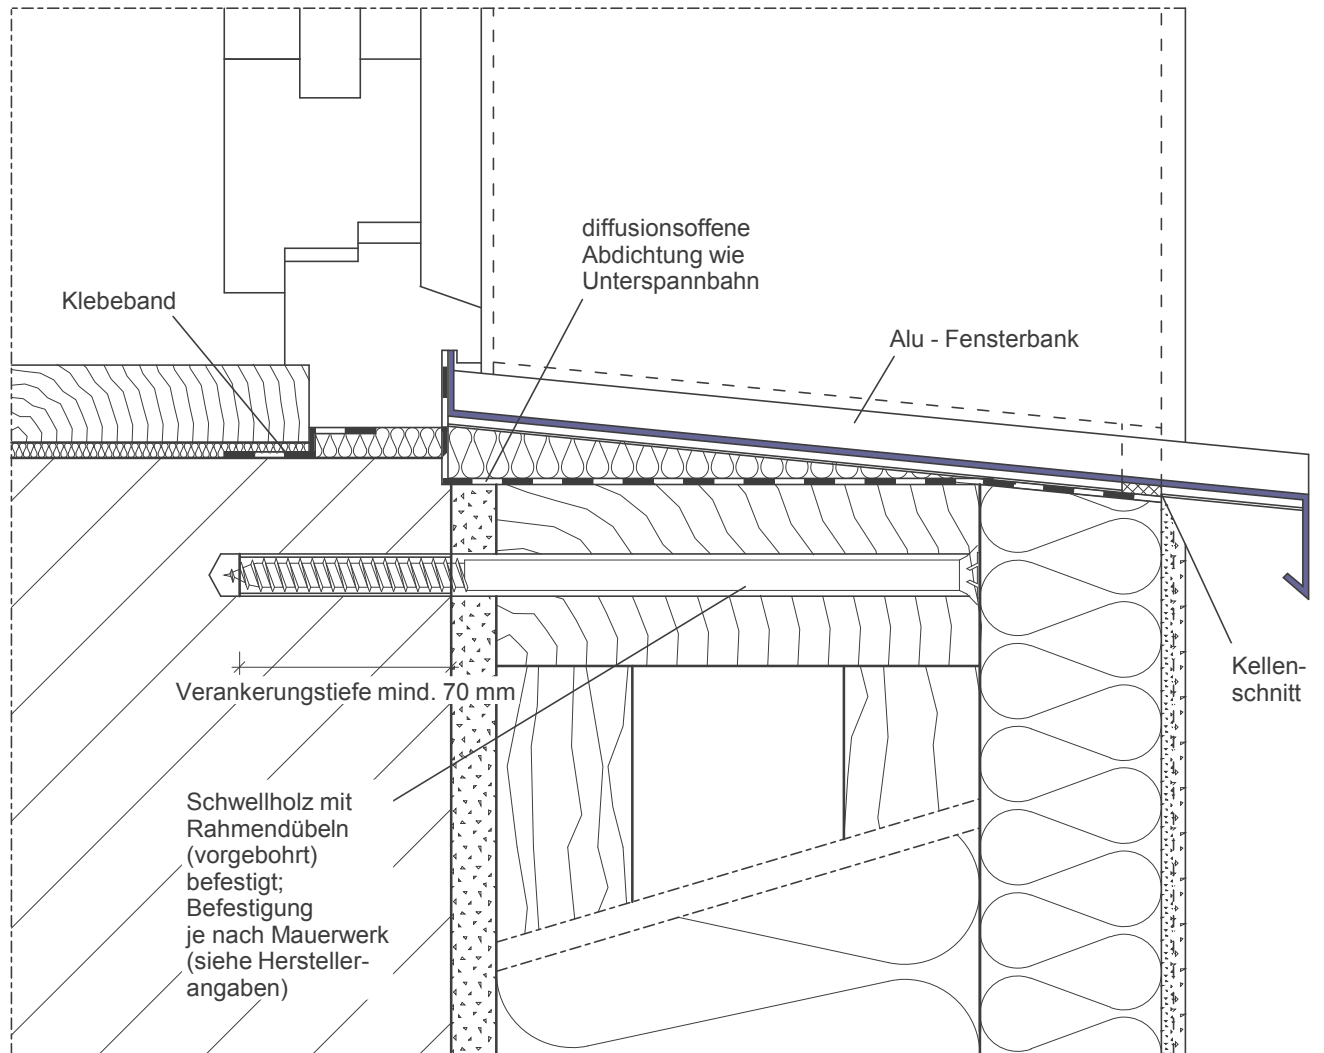 diffusionsoffene
Abdichtung wie
Unterspannbahn
Klebeband
Alu - Fensterbank
Kellen-
schnitt
Verankerungstiefe mind. 70 mm
Schwellholz mit
Rahmendübeln
(vorgebohrt)
befestigt;
Befestigung
je nach Mauerwerk
(siehe Hersteller-
angaben)